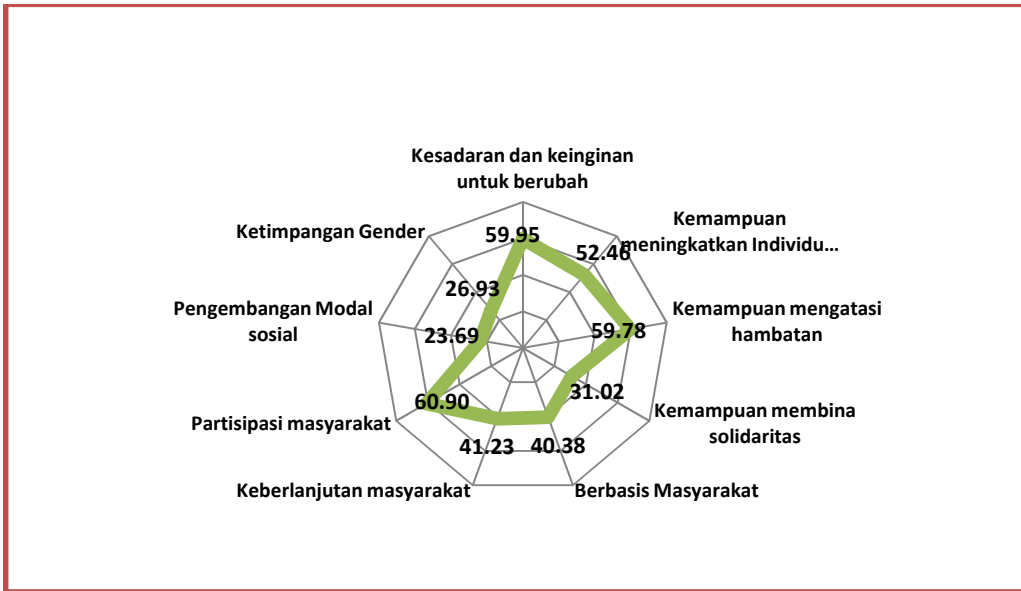 Kesadaran dan keinginan
untuk berubah
59.95
Kemampuan
meningkatkan Individu...
52.46
Kemampuan mengatasi
hambatan
59.78
Kemampuan membina
solidaritas
31.02
Berbasis Masyarakat
40.38
Keberlanjutan masyarakat
41.23
Partisipasi masyarakat
60.90
Pengembangan Modal
sosial
23.69
Ketimpangan Gender
26.93